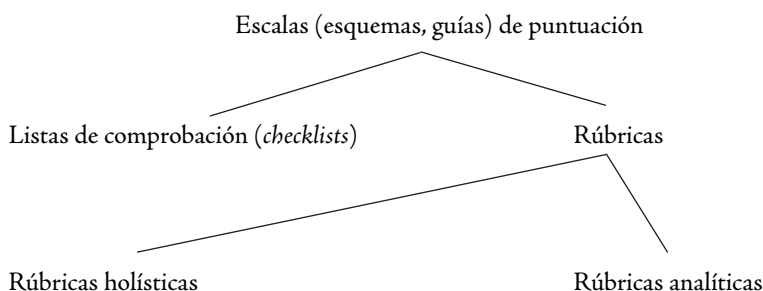 Escalas (esquemas, guías) de puntuación
Listas de comprobación (checklists)
Rúbricas
Rúbricas holísticas
Rúbricas analíticas